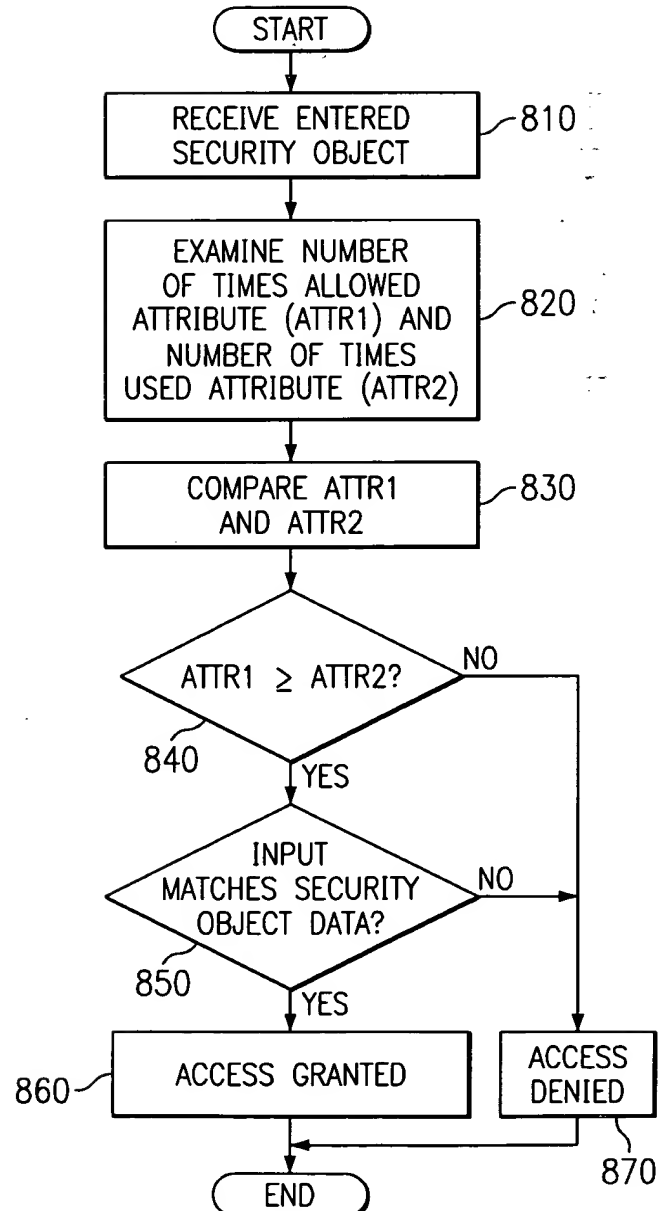 START
RECEIVE ENTERED
SECURITY OBJECT
810
EXAMINE NUMBER
OF TIMES ALLOWED
ATTRIBUTE (ATTR1) AND
NUMBER OF TIMES
USED ATTRIBUTE (ATTR2)
820
COMPARE ATTR1
AND ATTR2
830
ATTR1 ≥ ATTR2?
NO
840
YES
INPUT
MATCHES SECURITY
OBJECT DATA?
NO
850
YES
860
ACCESS GRANTED
ACCESS
DENIED
870
END